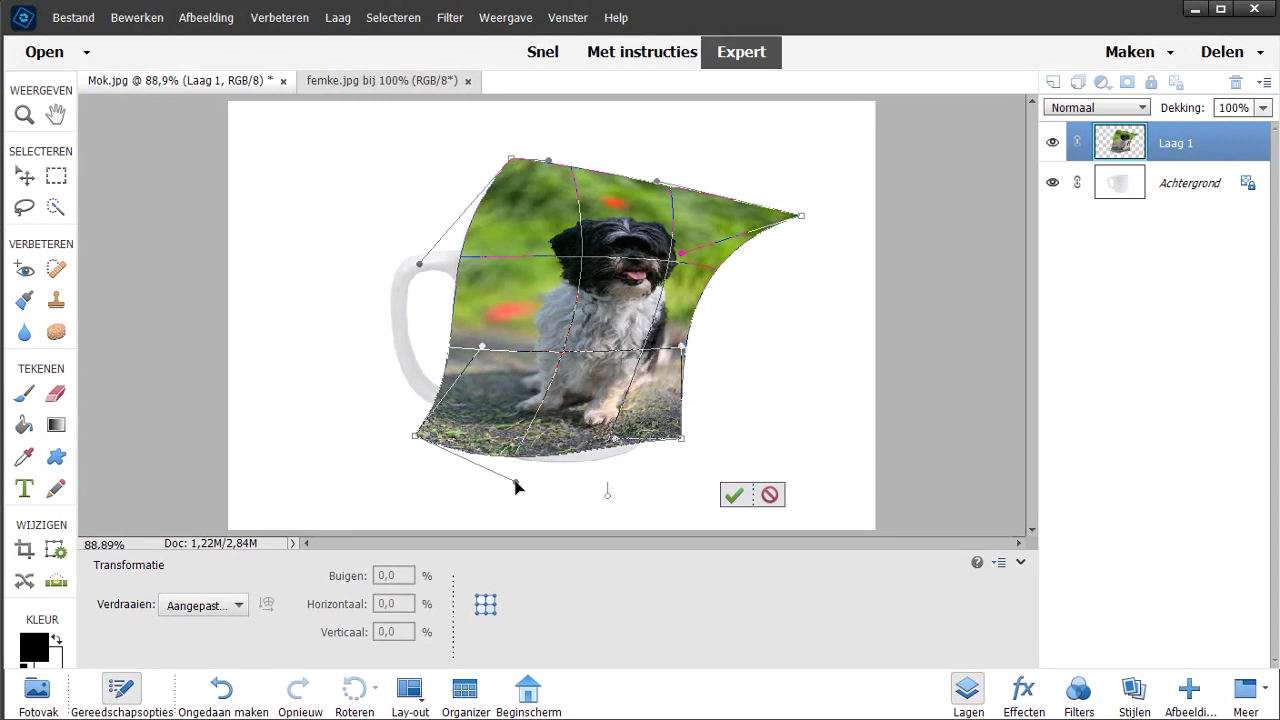 Bestand Bewerken Afbeelding Verbeteren Laag Selecteren Filter Weergave Venster Help
Open Snel Met instructies Expert Maken Delen
Mok.jpg @ 88,9% (Laag 1, RGB/8) * × femke.jpg bij 100% (RGB/8*) ×
WEERGEVEN
SELECTEREN
VERBETEREN
TEKENEM
WIJZIGEN
KLEUR
Normaal Dekking: 100%
Laag 1
Achtergrond
88.89% Doc: 1,22M/2,84M
Transformatie
Verdraaien: Aangepast...
Buigen: 0,0 %
Horizontaal: 0,0 %
Verticaal: 0,0 %
Fotovak Gereedschapsopties Ongedaan maken Opnieuw Roteren Lay-out Organizer Beginscherm Lagen Effecten Filters Stijlen Afbeeldi... Meer